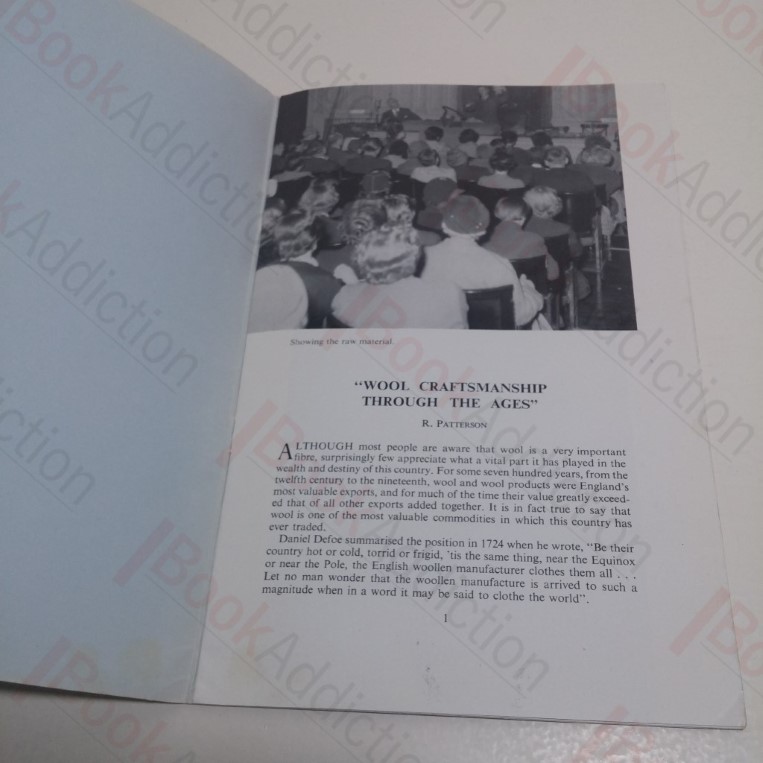 Showing the raw material.
“WOOL CRAFTSMANSHIP
THROUGH THE AGES”
R. PATTERSON
ALTHOUGH most people are aware that wool is a very important
fibre, surprisingly few appreciate what a vital part it has played in the
wealth and destiny of this country. For some seven hundred years, from the
twelfth century to the nineteenth, wool and wool products were England's
most valuable exports, and for much of the time their value greatly exceed-
ed that of all other exports added together. It is in fact true to say that
wool is one of the most valuable commodities in which this country has
ever traded.
Daniel Defoe summarised the position in 1724 when he wrote, “Be their
country hot or cold, torrid or frigid, 'tis the same thing, near the Equinox
or near the Pole, the English woollen manufacturer clothes them all . . .
Let no man wonder that the woollen manufacture is arrived to such a
magnitude when in a word it may be said to clothe the world”.
1
BookAddiction
BookAddiction
BookAddiction
BookAddiction
BookAddiction
BookAddiction
BookAddiction